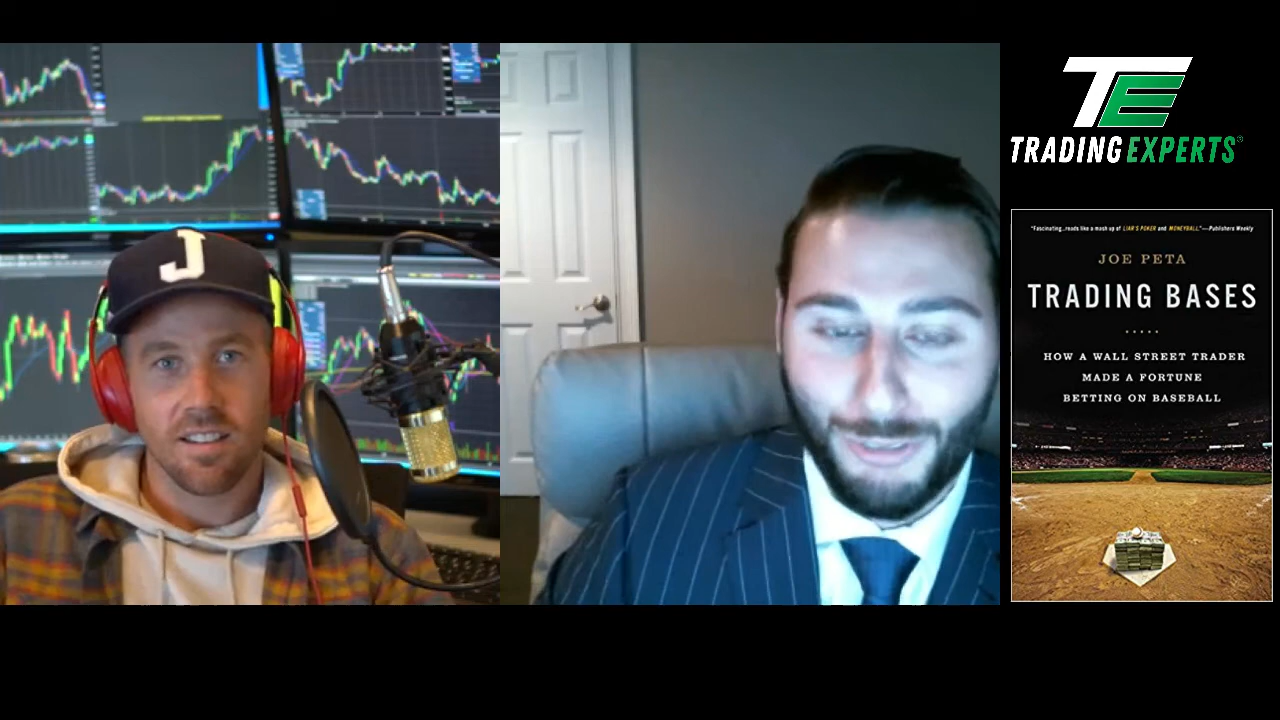 J
TE
TRADING EXPERTS®
"Fascinating...reads like a mash up of LIAR'S POKER and MONEYBALL."—Publishers Weekly
JOE PETA
TRADING BASES
HOW A WALL STREET TRADER
MADE A FORTUNE
BETTING ON BASEBALL